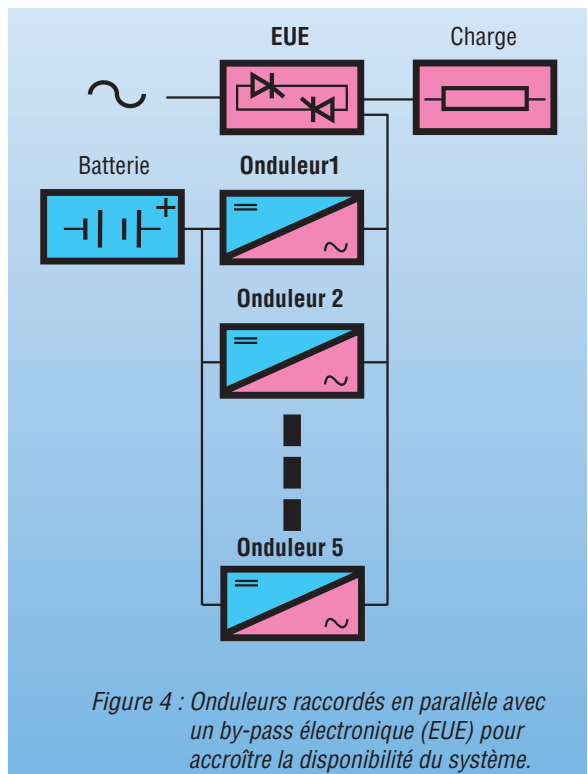 EUE
Charge
Batterie
Onduleur1
+
Onduleur 2
Onduleur 5
Figure 4 : Onduleurs raccordés en parallèle avec
un by-pass électronique (EUE) pour
accroître la disponibilité du système.